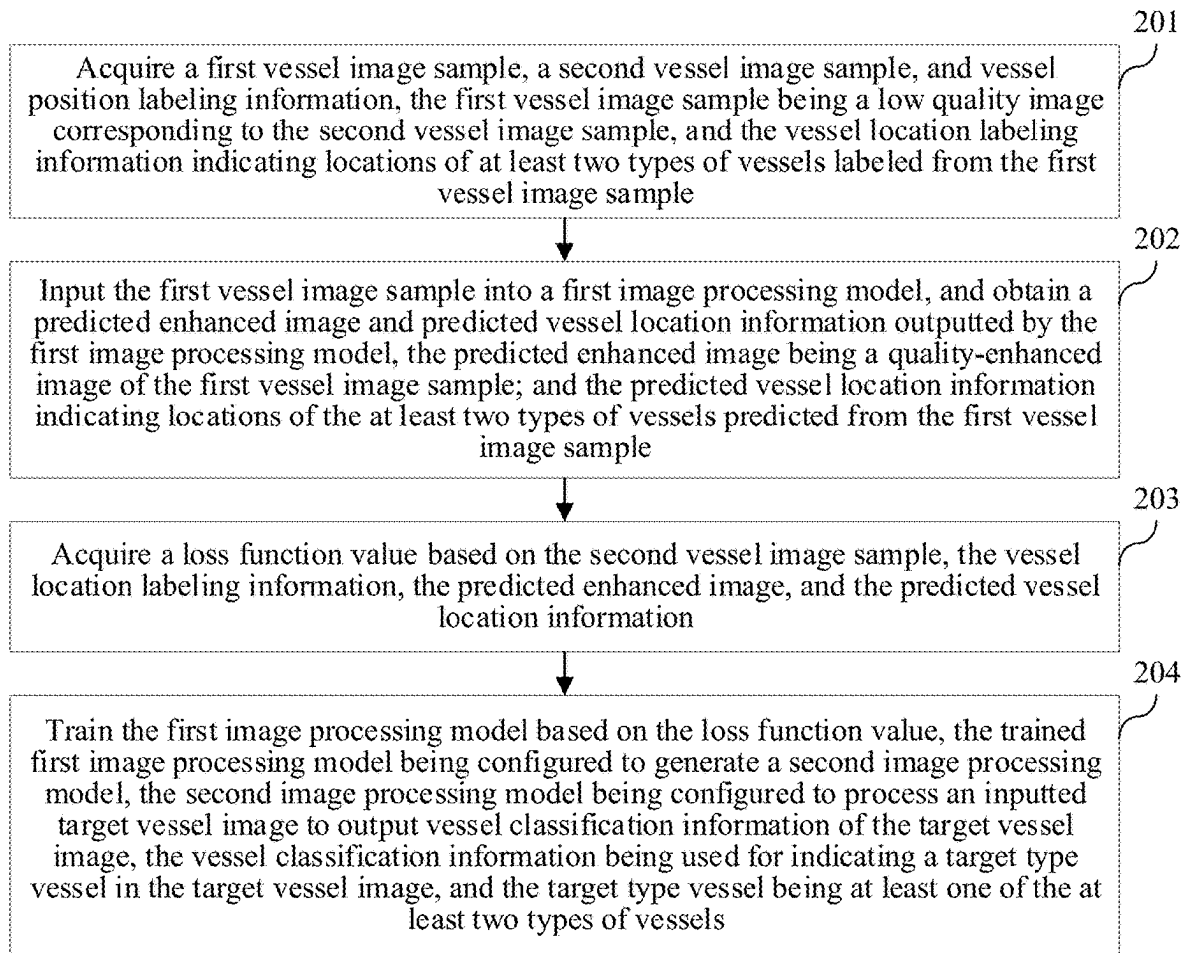 201
Acquire a first vessel image sample, a second vessel image sample, and vessel
position labeling information, the first vessel image sample being a low quality image
corresponding to the second vessel image sample, and the vessel location labeling
information indicating locations of at least two types of vessels labeled from the first
vessel image sample
202
Input the first vessel image sample into a first image processing model, and obtain a
predicted enhanced image and predicted vessel location information outputted by the
first image processing model, the predicted enhanced image being a quality-enhanced
image of the first vessel image sample; and the predicted vessel location information
indicating locations of the at least two types of vessels predicted from the first vessel
image sample
203
Acquire a loss function value based on the second vessel image sample, the vessel
location labeling information, the predicted enhanced image, and the predicted vessel
location information
204
Train the first image processing model based on the loss function value, the trained
first image processing model being configured to generate a second image processing
model, the second image processing model being configured to process an inputted
target vessel image to output vessel classification information of the target vessel
image, the vessel classification information being used for indicating a target type
vessel in the target vessel image, and the target type vessel being at least one of the at
least two types of vessels